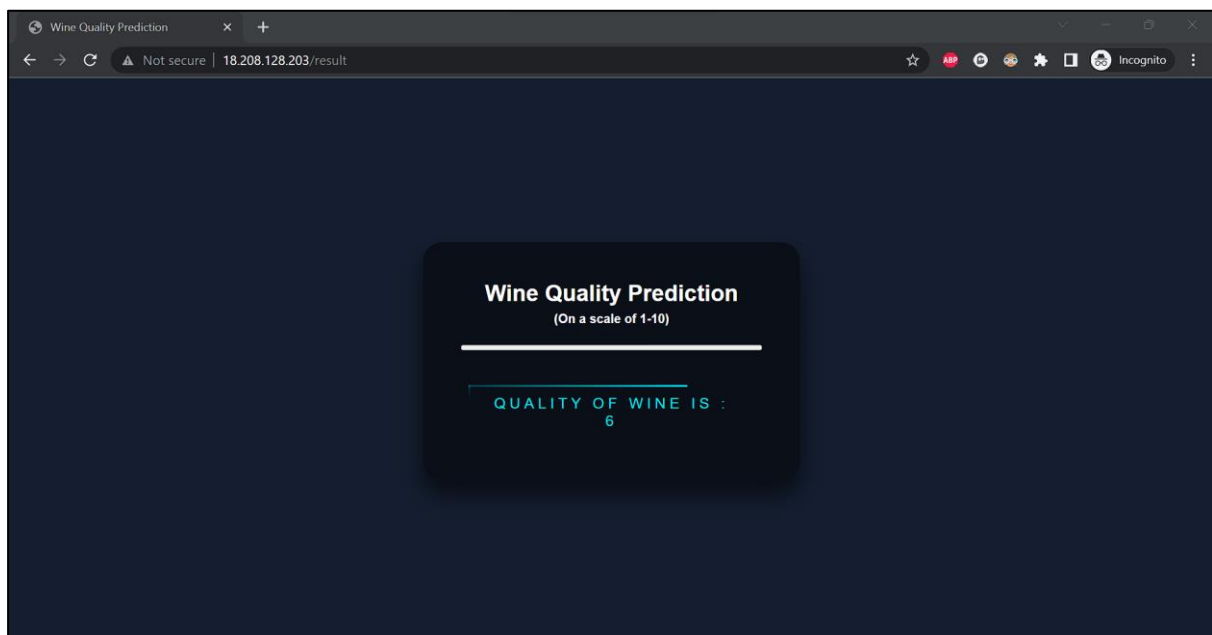 Wine Quality Prediction
Not secure | 18.208.128.203/result
ABP
Incognito
Wine Quality Prediction
(On a scale of 1-10)
QUALITY OF WINE IS :
6